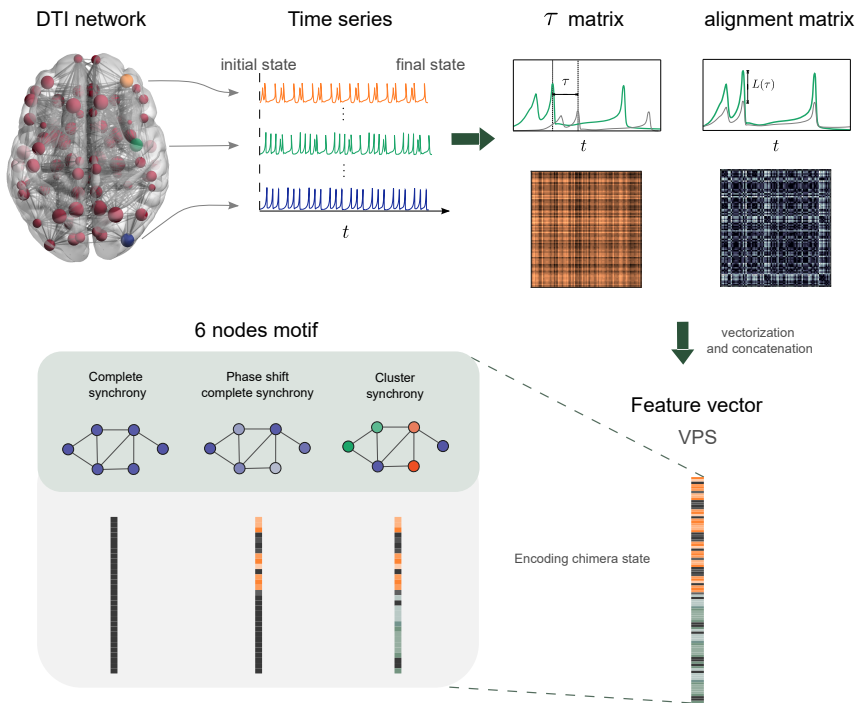 DTI network
Time series
τ matrix
alignment matrix
initial state
final state
τ
L(τ)
t
t
t
6 nodes motif
vectorization
and concatenation
Complete
synchrony
Phase shift
complete synchrony
Cluster
synchrony
Feature vector
VPS
Encoding chimera state